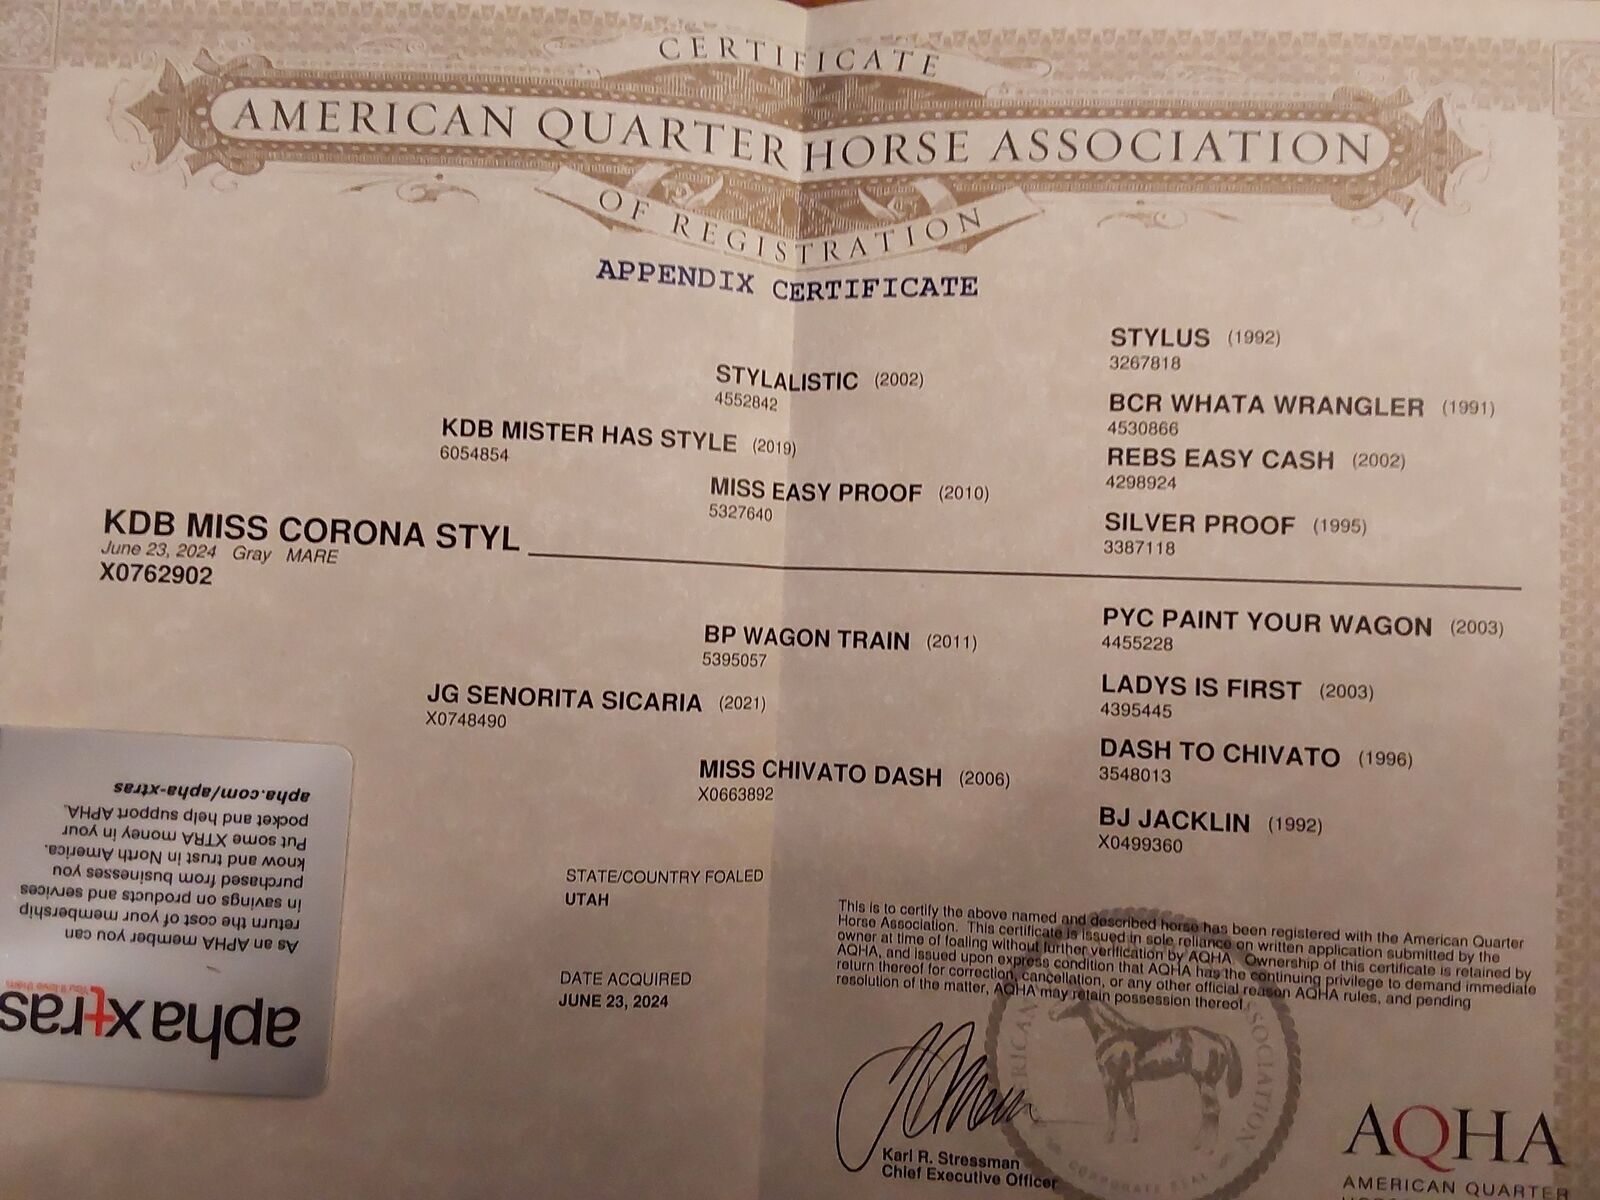 CERTIFICATE
AMERICAN QUARTER HORSE ASSOCIATION
OF REGISTRATION
APPENDIX CERTIFICATE
STYLUS (1992)
3267818
STYLALISTIC (2002)
4552842
BCR WHATA WRANGLER (1991)
4530866
KDB MISTER HAS STYLE (2019)
6054854
REBS EASY CASH (2002)
4298924
MISS EASY PROOF (2010)
5327640
SILVER PROOF (1995)
3387118
KDB MISS CORONA STYL
June 23, 2024 Gray MARE
X0762902
PYC PAINT YOUR WAGON (2003)
4455228
BP WAGON TRAIN (2011)
5395057
LADYS IS FIRST (2003)
4395445
JG SENORITA SICARIA (2021)
X0748490
DASH TO CHIVATO (1996)
3548013
MISS CHIVATO DASH (2006)
X0663892
BJ JACKLIN (1992)
X0499360
STATE/COUNTRY FOALED
UTAH
DATE ACQUIRED
JUNE 23, 2024
This is to certify the above named and described horse has been registered with the American Quarter
Horse Association. This certificate is issued in sole reliance on written application submitted by the
owner at time of foaling without further verification by AQHA. Ownership of this certificate is retained by
AQHA, and issued upon express condition that AQHA has the continuing privilege to demand immediate
return thereof for correction, cancellation, or any other official reason AQHA rules, and pending
resolution of the matter, AQHA may retain possession thereof.
Karl R. Stressman
Chief Executive Officer
CORPORATE SEAL
AQHA
AMERICAN QUARTER
aphaxtras
You'll love them
As an APHA member you can
return the cost of your membership
in savings on products and services
purchased from businesses you
know and trust in North America.
Put some XTRA money in your
pocket and help support APHA.
apha.com/apha-xtras